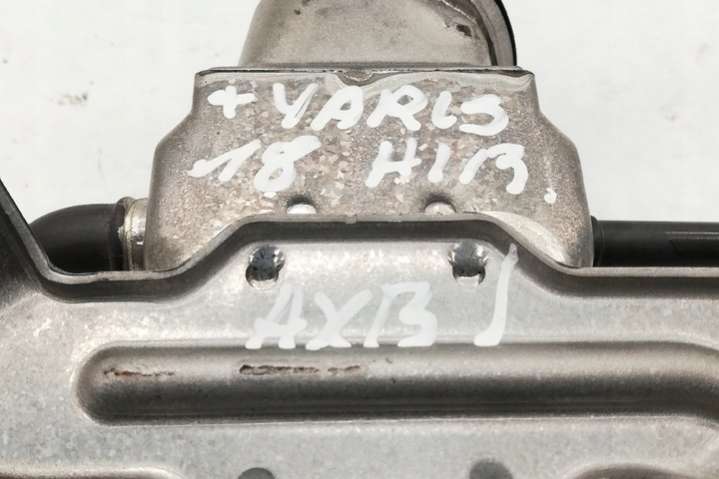 + YARIS
18 HIB.
AXB J